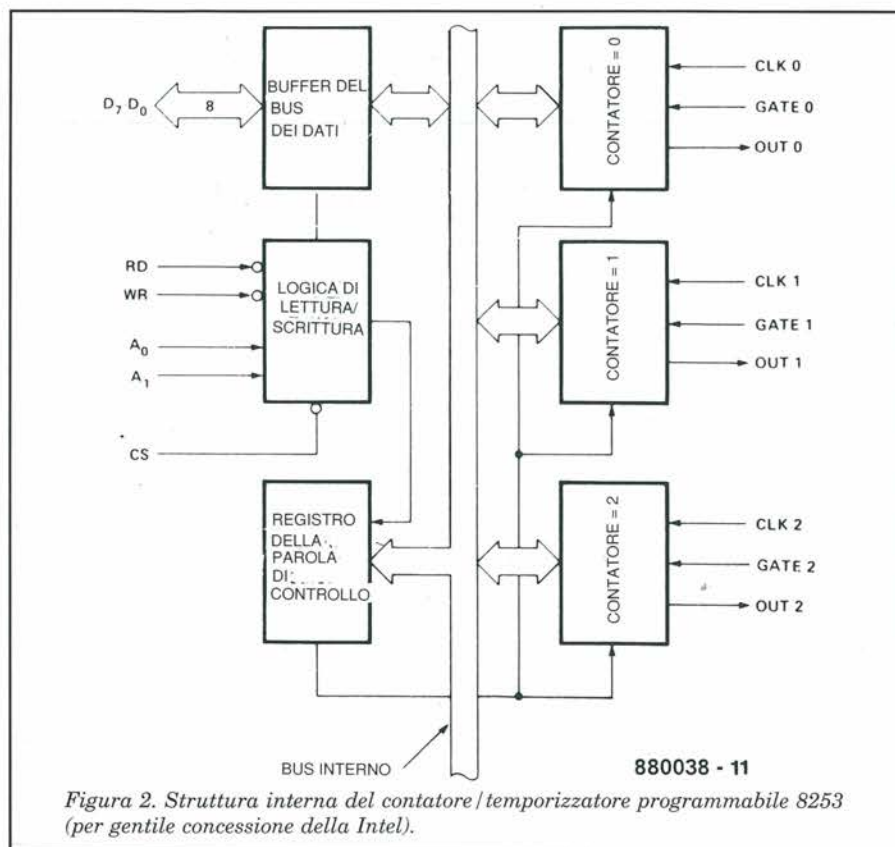 BUFFER DEL
BUS
DEI DATI
D7 D0
8
CONTATORE = 0
CLK 0
GATE 0
OUT 0
RD
WR
A0
A1
CS
LOGICA DI
LETTURA/
SCRITTURA
CONTATORE = 1
CLK 1
GATE 1
OUT 1
REGISTRO
DELLA
PAROLA
DI
CONTROLLO
CONTATORE = 2
CLK 2
GATE 2
OUT 2
BUS INTERNO
880038 - 11
Figura 2. Struttura interna del contatore / temporizzatore programmabile 8253
(per gentile concessione della Intel).